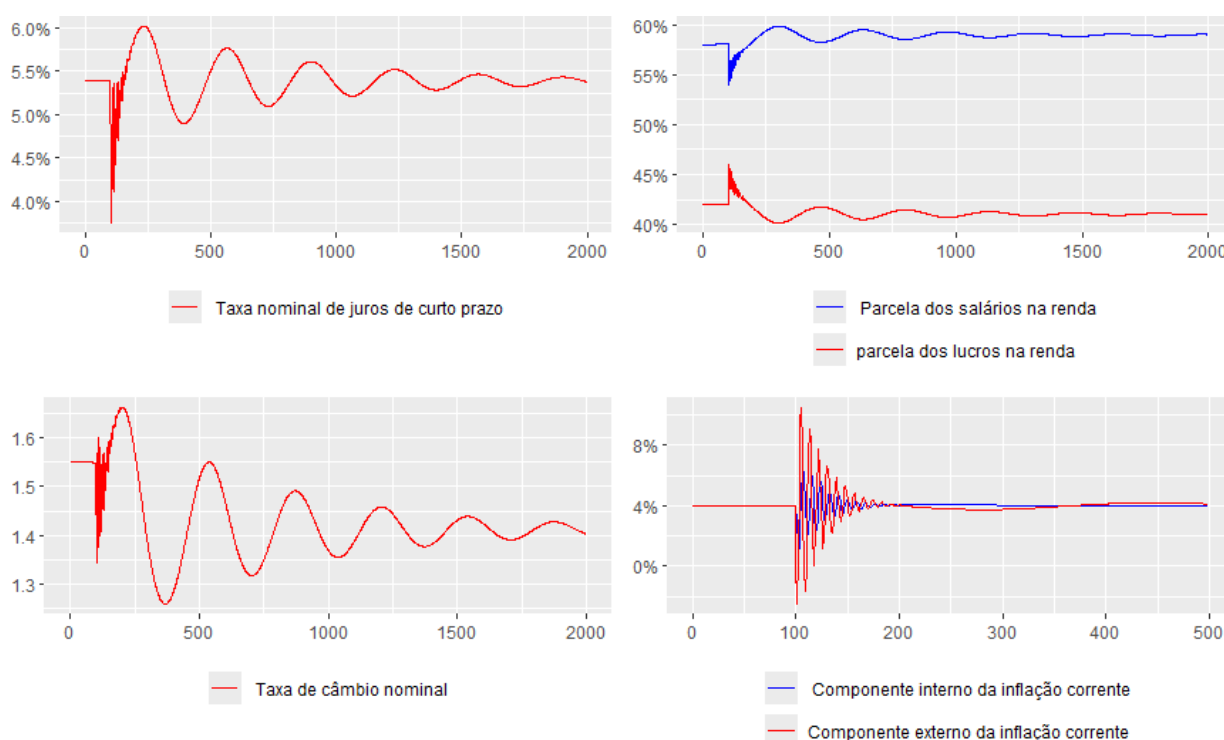 6.0%
5.5%
5.0%
4.5%
4.0%
0 500 1000 1500 2000
Taxa nominal de juros de curto prazo
60%
55%
50%
45%
40%
0 500 1000 1500 2000
Parcela dos salários na renda
parcela dos lucros na renda
1.6
1.5
1.4
1.3
0 500 1000 1500 2000
Taxa de câmbio nominal
8%
4%
0%
0 100 200 300 400 500
Componente interno da inflação corrente
Componente externo da inflação corrente